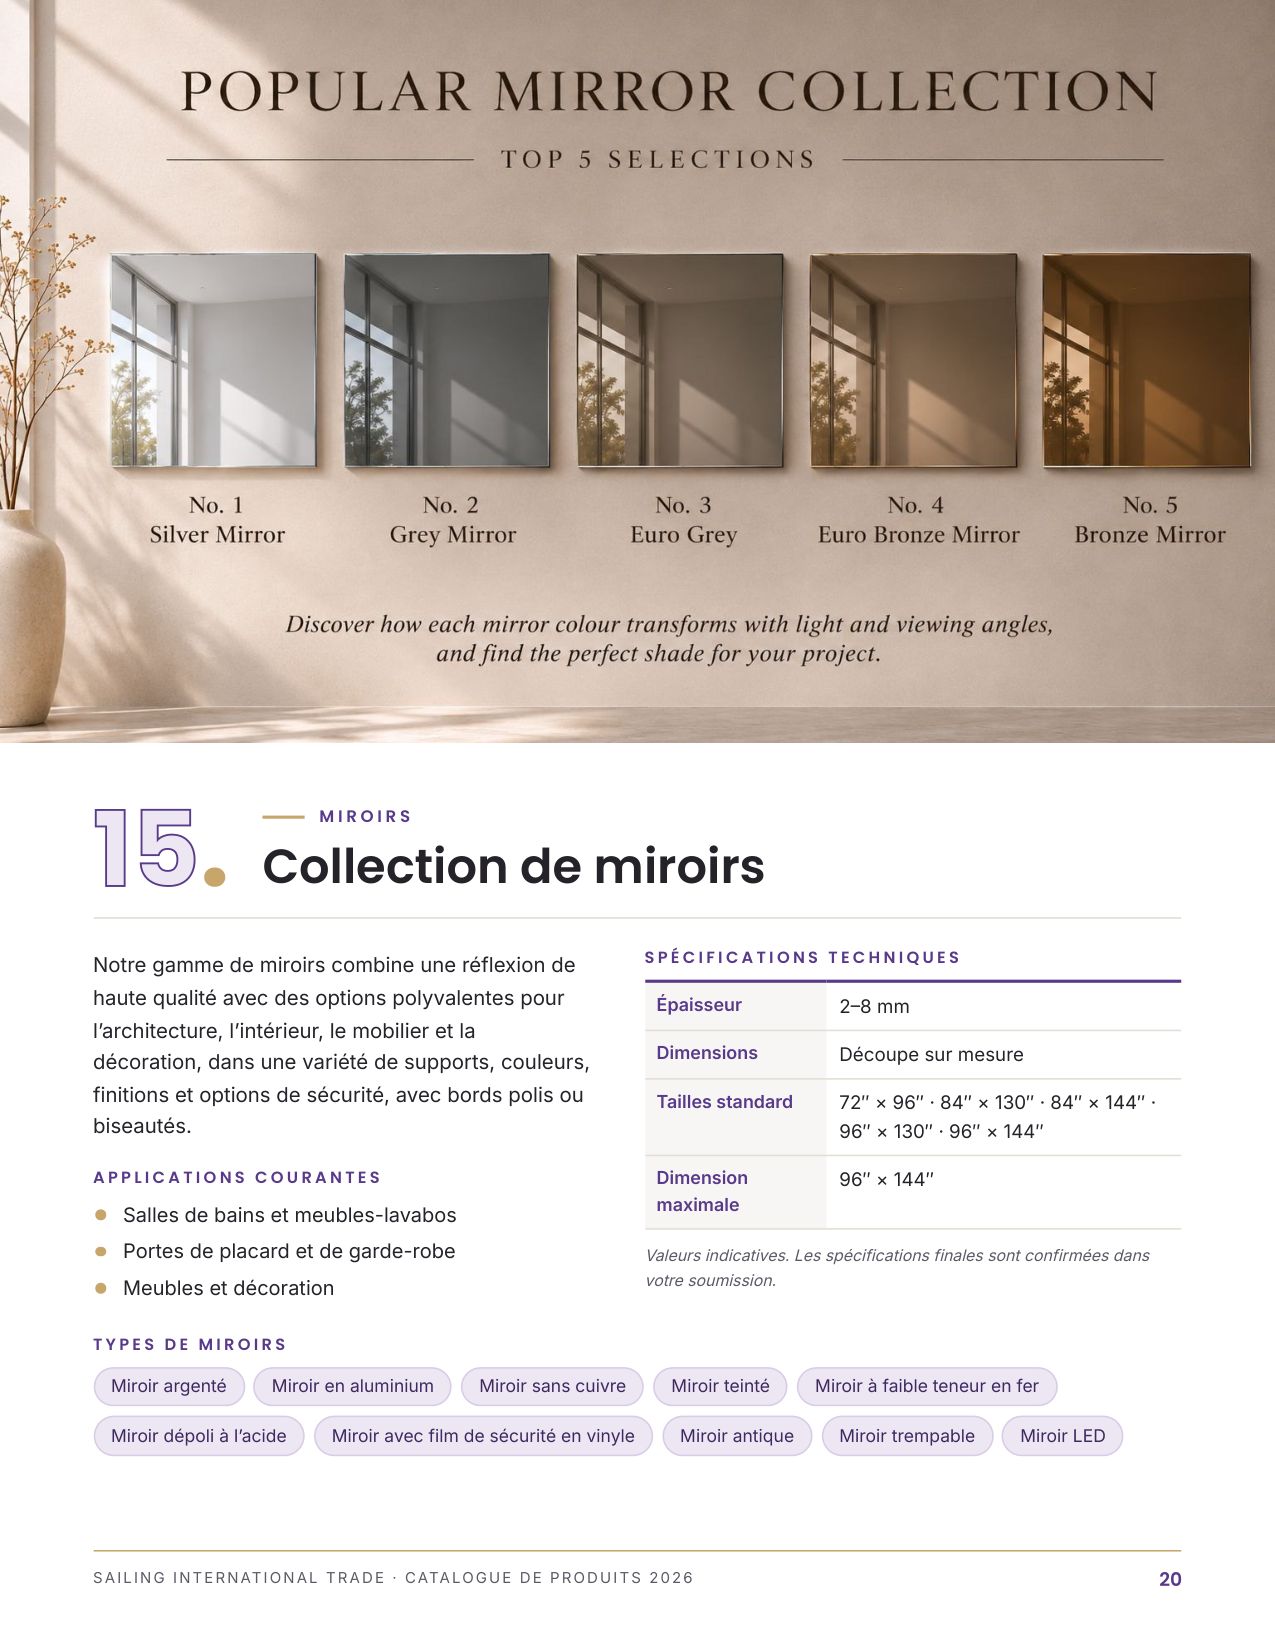 POPULAR MIRROR COLLECTION
TOP 5 SELECTIONS
No. 1
Silver Mirror
No. 2
Grey Mirror
No. 3
Euro Grey
No. 4
Euro Bronze Mirror
No. 5
Bronze Mirror
Discover how each mirror colour transforms with light and viewing angles,
and find the perfect shade for your project.
15.
MIROIRS
Collection de miroirs
Notre gamme de miroirs combine une réflexion de
haute qualité avec des options polyvalentes pour
l’architecture, l’intérieur, le mobilier et la
décoration, dans une variété de supports, couleurs,
finitions et options de sécurité, avec bords polis ou
biseautés.
APPLICATIONS COURANTES
Salles de bains et meubles-lavabos
Portes de placard et de garde-robe
Meubles et décoration
SPÉCIFICATIONS TECHNIQUES
Épaisseur 2–8 mm
Dimensions Découpe sur mesure
Tailles standard 72″ × 96″ · 84″ × 130″ · 84″ × 144″ ·
96″ × 130″ · 96″ × 144″
Dimension 96″ × 144″
maximale
Valeurs indicatives. Les spécifications finales sont confirmées dans
votre soumission.
TYPES DE MIROIRS
Miroir argenté Miroir en aluminium Miroir sans cuivre Miroir teinté Miroir à faible teneur en fer
Miroir dépoli à l’acide Miroir avec film de sécurité en vinyle Miroir antique Miroir trempable Miroir LED
SAILING INTERNATIONAL TRADE · CATALOGUE DE PRODUITS 2026 20